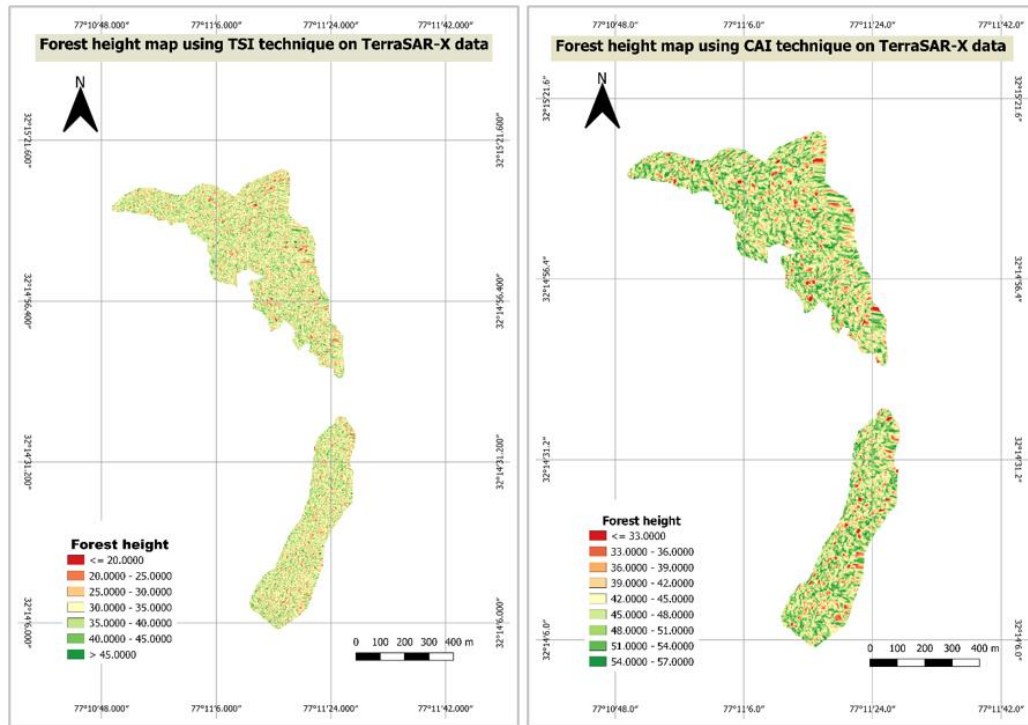 77°10'48.000" 77°11'6.000" 77°11'24.000" 77°11'42.000"
Forest height map using TSI technique on TerraSAR-X data
N
32°15'21.600" 32°15'21.600"
32°14'56.400" 32°14'56.400"
32°14'31.200" 32°14'31.200"
32°14'6.000" 32°14'6.000"
Forest height
<= 20.0000
20.0000 - 25.0000
25.0000 - 30.0000
30.0000 - 35.0000
35.0000 - 40.0000
40.0000 - 45.0000
> 45.0000
0 100 200 300 400 m
77°10'48.000" 77°11'6.000" 77°11'24.000" 77°11'42.000"
77°10'48.0" 77°11'6.0" 77°11'24.0" 77°11'42.0"
Forest height map using CAI technique on TerraSAR-X data
N
32°15'21.6" 32°15'21.6"
32°14'56.4" 32°14'56.4"
32°14'31.2" 32°14'31.2"
32°14'6.0" 32°14'6.0"
Forest height
<= 33.0000
33.0000 - 36.0000
36.0000 - 39.0000
39.0000 - 42.0000
42.0000 - 45.0000
45.0000 - 48.0000
48.0000 - 51.0000
51.0000 - 54.0000
54.0000 - 57.0000
0 100 200 300 400 m
77°10'48.0" 77°11'6.0" 77°11'24.0" 77°11'42.0"